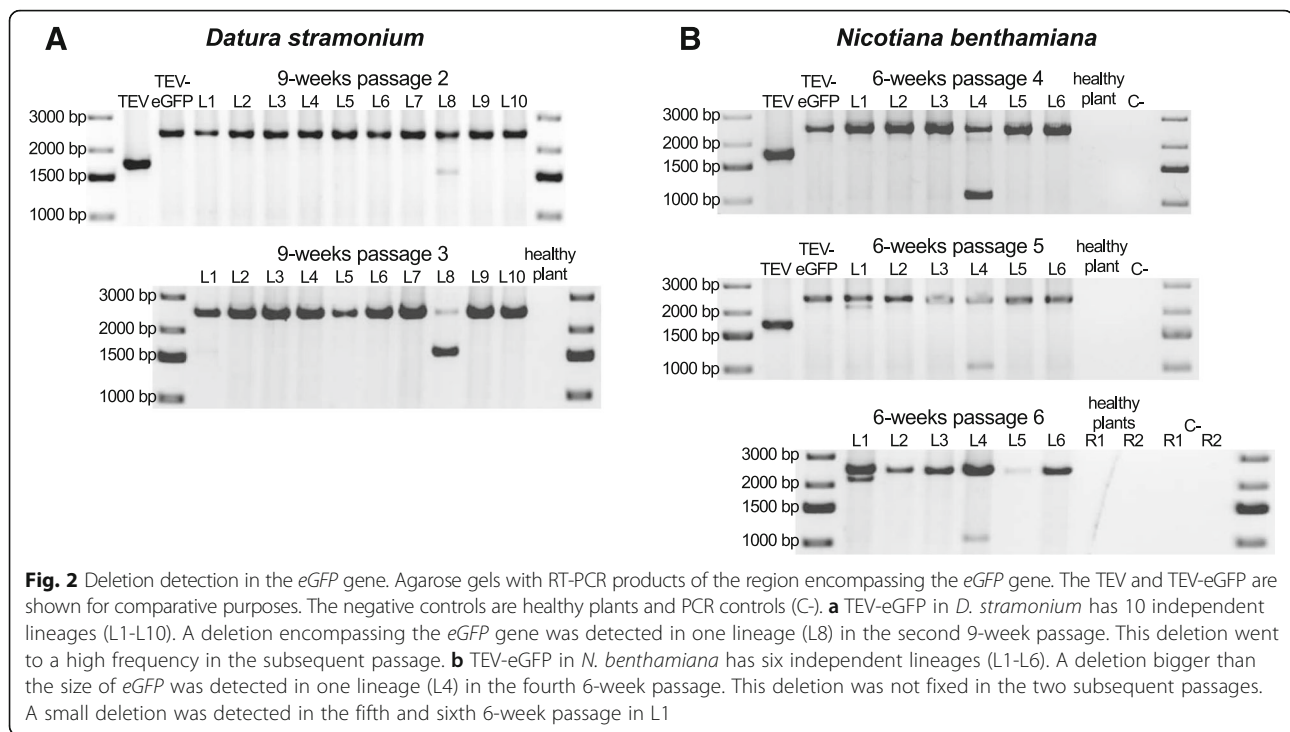 A Datura stramonium
9-weeks passage 2
TEV TEV-eGFP L1 L2 L3 L4 L5 L6 L7 L8 L9 L10
3000 bp
2000 bp
1500 bp
1000 bp
9-weeks passage 3
L1 L2 L3 L4 L5 L6 L7 L8 L9 L10 healthy plant
3000 bp
2000 bp
1500 bp
1000 bp
B Nicotiana benthamiana
6-weeks passage 4
TEV TEV-eGFP L1 L2 L3 L4 L5 L6 healthy plant C-
3000 bp
2000 bp
1500 bp
1000 bp
6-weeks passage 5
TEV TEV-eGFP L1 L2 L3 L4 L5 L6 healthy plant C-
3000 bp
2000 bp
1500 bp
1000 bp
6-weeks passage 6
healthy plants C-
L1 L2 L3 L4 L5 L6 R1 R2 R1 R2
3000 bp
2000 bp
1500 bp
1000 bp
Fig. 2 Deletion detection in the eGFP gene. Agarose gels with RT-PCR products of the region encompassing the eGFP gene. The TEV and TEV-eGFP are
shown for comparative purposes. The negative controls are healthy plants and PCR controls (C-). a TEV-eGFP in D. stramonium has 10 independent
lineages (L1-L10). A deletion encompassing the eGFP gene was detected in one lineage (L8) in the second 9-week passage. This deletion went
to a high frequency in the subsequent passage. b TEV-eGFP in N. benthamiana has six independent lineages (L1-L6). A deletion bigger than
the size of eGFP was detected in one lineage (L4) in the fourth 6-week passage. This deletion was not fixed in the two subsequent passages.
A small deletion was detected in the fifth and sixth 6-week passage in L1